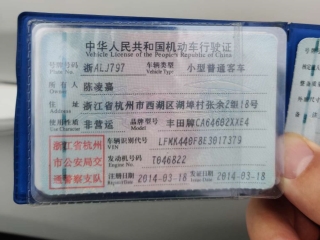 中华人民共和国机动车行驶证
Vehicle License of the People's Republic of China
号牌号码 浙ALJ797 车辆类型 小型普通客车
Plate No. Vehicle Type
所有人 陈凌嘉
Owner
住址 浙江省杭州市西湖区湖埠村张余2组18号
Address
使用性质 非营运 品牌型号 丰田牌CA64602XAE4
Use Character Model
浙江省杭州
市公安局交
通警察支队
车辆识别代号 LFMK440F8E3017379
VIN
发动机号码 T046822
Engine No.
注册日期 2014-03-18 发证日期 2014-03-18
Register Date Issue Date